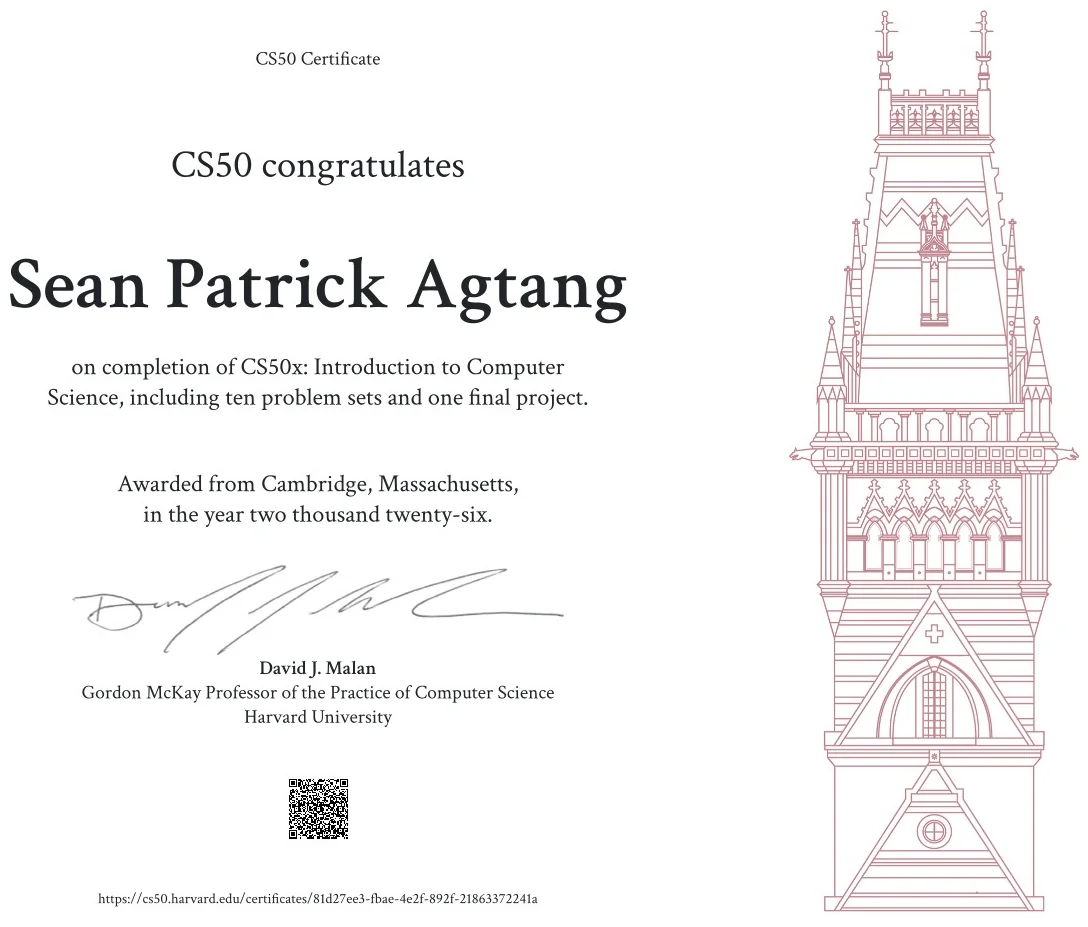 CS50 Certificate
CS50 congratulates
Sean Patrick Agtang
on completion of CS50x: Introduction to Computer
Science, including ten problem sets and one final project.
Awarded from Cambridge, Massachusetts,
in the year two thousand twenty-six.
David J. Malan
Gordon McKay Professor of the Practice of Computer Science
Harvard University
https://cs50.harvard.edu/certificates/81d27ee3-fbae-4e2f-892f-21863372241a